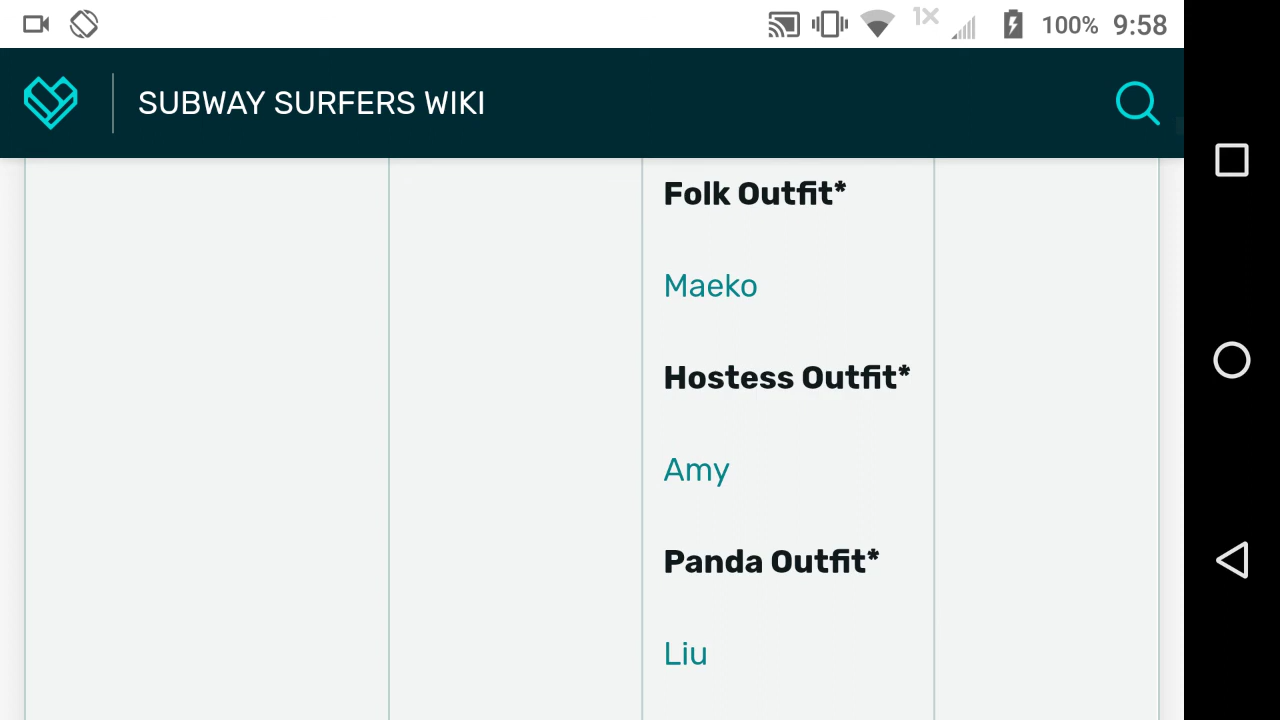 1X 100% 9:58
SUBWAY SURFERS WIKI
Folk Outfit*
Maeko
Hostess Outfit*
Amy
Panda Outfit*
Liu